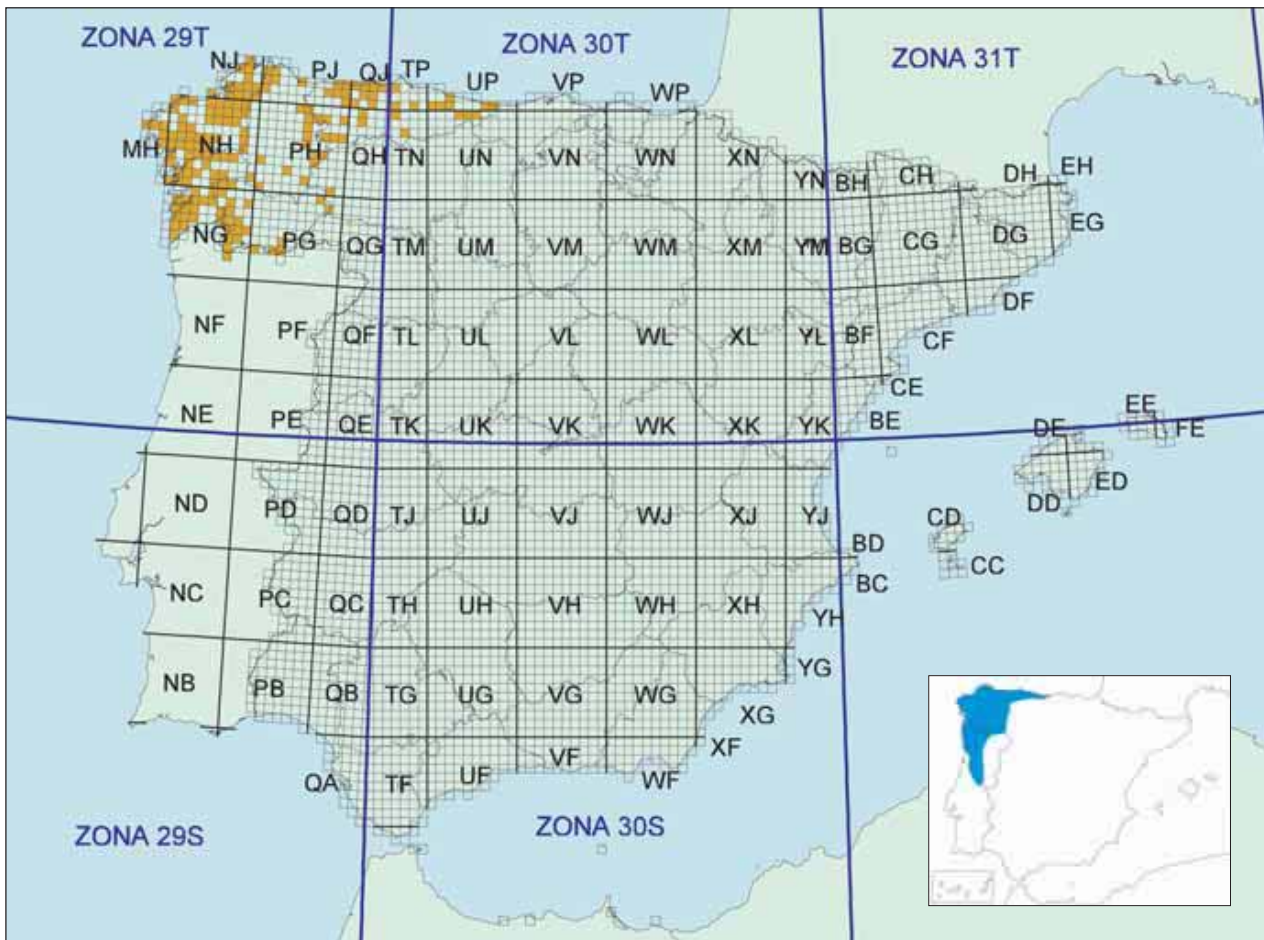 ZONA 29T
ZONA 30T
ZONA 31T
NJ
PJ
QJ
TP
UP
VP
WP
MH
NH
PH
QH
TN
UN
VN
WN
XN
YN
BH
CH
DH
EH
NG
PG
QG
TM
UM
VM
WM
XM
YM
BG
CG
DG
EG
NF
PF
QF
TL
UL
VL
WL
XL
YL
BF
CF
DF
NE
PE
QE
TK
UK
VK
WK
XK
YK
BE
CE
DE
EE
FE
ND
PD
QD
TJ
UJ
VJ
WJ
XJ
YJ
BD
CD
DD
ED
NC
PC
QC
TH
UH
VH
WH
XH
YH
BC
CC
NB
PB
QB
TG
UG
VG
WG
XG
YG
QA
TF
UF
VF
WF
XF
ZONA 29S
ZONA 30S